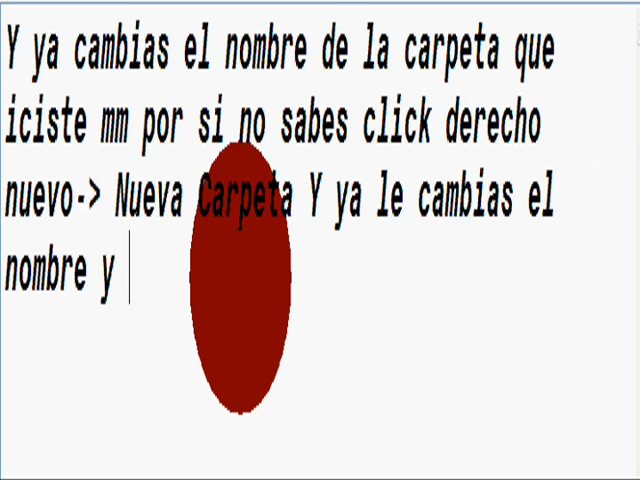 Y ya cambias el nombre de la carpeta que
iciste mm por si no sabes click derecho
nuevo-> Nueva Carpeta Y ya le cambias el
nombre y